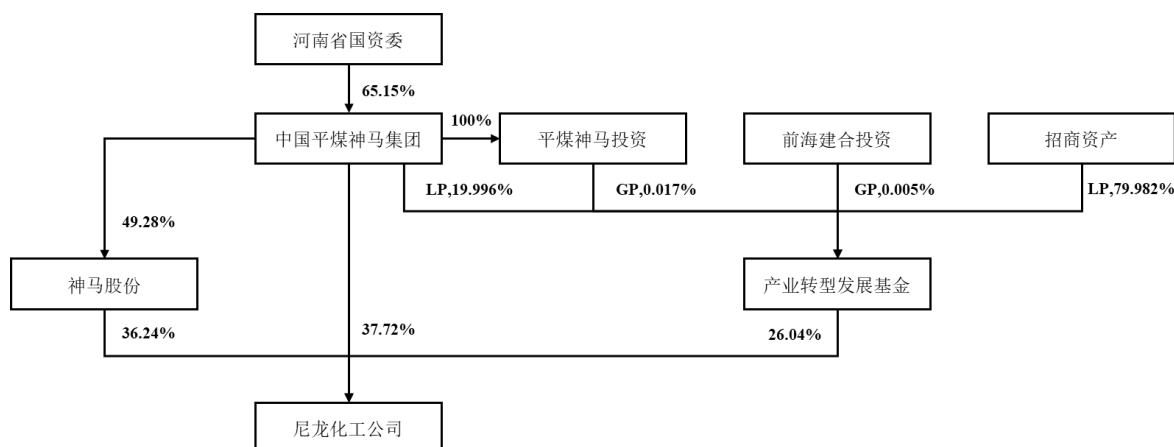 河南省国资委
65.15%
中国平煤神马集团
100%
平煤神马投资
前海建合投资
招商资产
LP,19.996%
GP,0.017%
GP,0.005%
LP,79.982%
49.28%
神马股份
产业转型发展基金
36.24%
37.72%
26.04%
尼龙化工公司